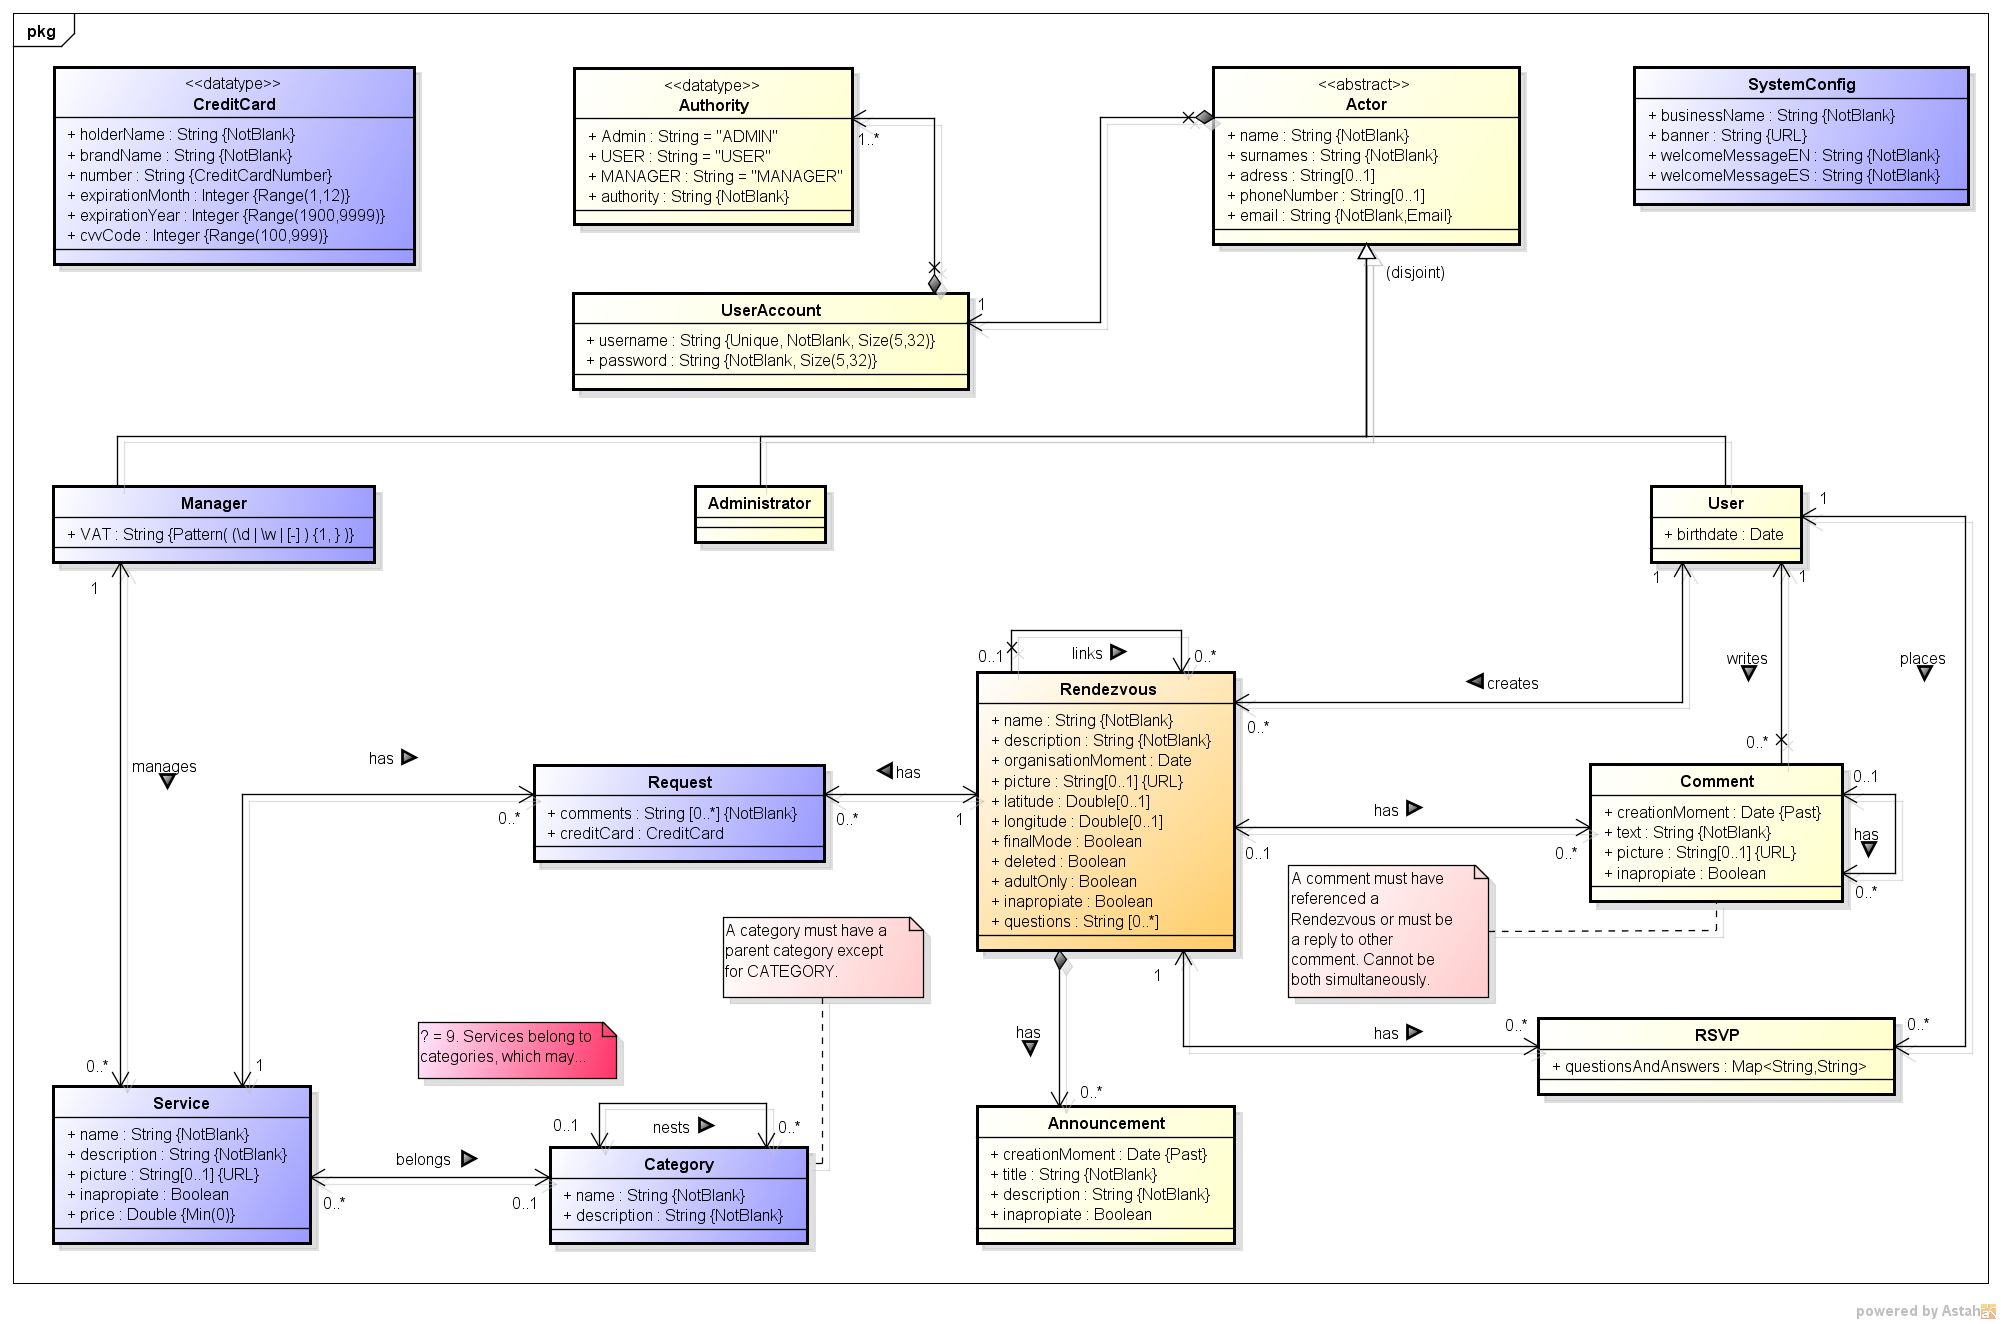 pkg
<<datatype>>
CreditCard
+ holderName : String {NotBlank}
+ brandName : String {NotBlank}
+ number : String {CreditCardNumber}
+ expirationMonth : Integer {Range(1,12)}
+ expirationYear : Integer {Range(1900,9999)}
+ cvvCode : Integer {Range(100,999)}
<<datatype>>
Authority
+ Admin : String = "ADMIN"
+ USER : String = "USER"
+ MANAGER : String = "MANAGER"
+ authority : String {NotBlank}
1..*
<<abstract>>
Actor
+ name : String {NotBlank}
+ surnames : String {NotBlank}
+ adress : String[0..1]
+ phoneNumber : String[0..1]
+ email : String {NotBlank,Email}
(disjoint)
SystemConfig
+ businessName : String {NotBlank}
+ banner : String {URL}
+ welcomeMessageEN : String {NotBlank}
+ welcomeMessageES : String {NotBlank}
UserAccount
+ username : String {Unique, NotBlank, Size(5,32)}
+ password : String {NotBlank, Size(5,32)}
1
Manager
+ VAT : String {Pattern( (\d | \w | [-] ) {1, } )}
1
Administrator
User
+ birthdate : Date
1
1
1
manages
has
has
links
0..1
0..*
creates
0..*
writes
0..*
places
Request
+ comments : String [0..*] {NotBlank}
+ creditCard : CreditCard
0..*
0..*
1
Rendezvous
+ name : String {NotBlank}
+ description : String {NotBlank}
+ organisationMoment : Date
+ picture : String[0..1] {URL}
+ latitude : Double[0..1]
+ longitude : Double[0..1]
+ finalMode : Boolean
+ deleted : Boolean
+ adultOnly : Boolean
+ inapropiate : Boolean
+ questions : String [0..*]
has
0..1
0..*
Comment
+ creationMoment : Date {Past}
+ text : String {NotBlank}
+ picture : String[0..1] {URL}
+ inapropiate : Boolean
0..1
has
0..*
A comment must have
referenced a
Rendezvous or must be
a reply to other
comment. Cannot be
both simultaneously.
A category must have a
parent category except
for CATEGORY.
? = 9. Services belong to
categories, which may...
1
has
0..*
has
0..*
0..*
RSVP
+ questionsAndAnswers : Map<String,String>
0..*
1
Service
+ name : String {NotBlank}
+ description : String {NotBlank}
+ picture : String[0..1] {URL}
+ inapropiate : Boolean
+ price : Double {Min(0)}
belongs
0..*
0..1
0..1
nests
0..*
Category
+ name : String {NotBlank}
+ description : String {NotBlank}
Announcement
+ creationMoment : Date {Past}
+ title : String {NotBlank}
+ description : String {NotBlank}
+ inapropiate : Boolean
powered by Astah